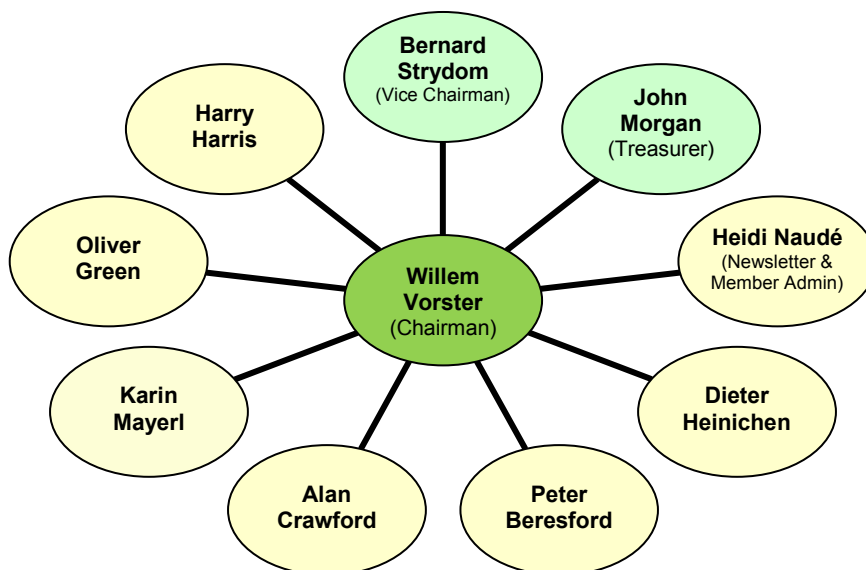 Bernard
Strydom
(Vice Chairman)
John
Morgan
(Treasurer)
Harry
Harris
Heidi Naudé
(Newsletter &
Member Admin)
Oliver
Green
Willem
Vorster
(Chairman)
Karin
Mayerl
Dieter
Heinichen
Alan
Crawford
Peter
Beresford